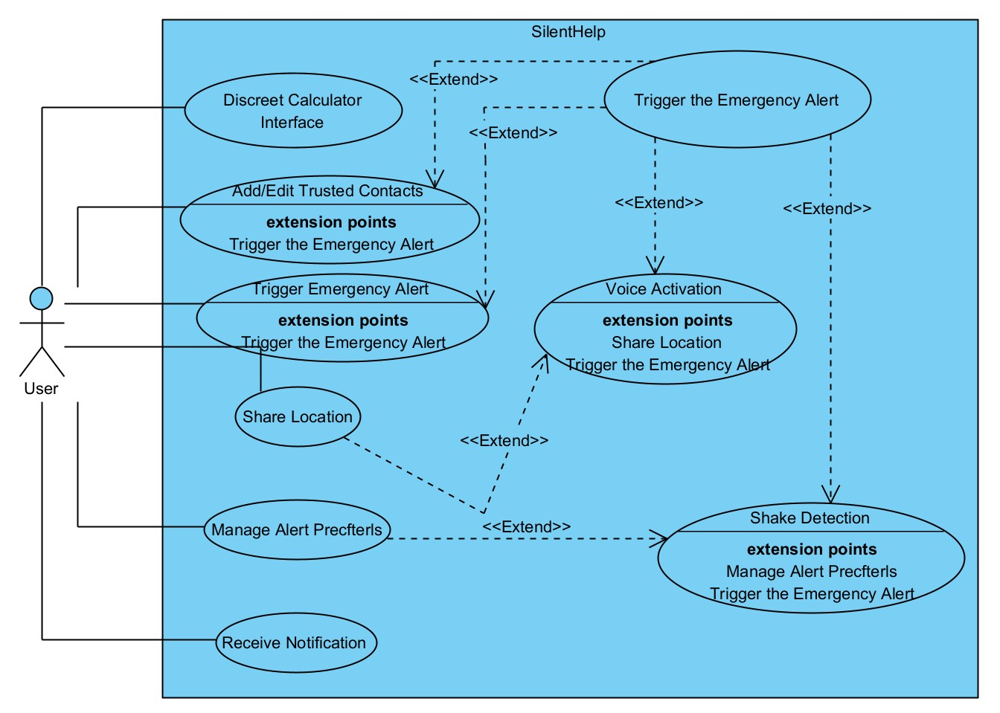 SilentHelp
<<Extend>>
Discreet Calculator
Interface
Trigger the Emergency Alert
<<Extend>>
Add/Edit Trusted Contacts
extension points
Trigger the Emergency Alert
<<Extend>>
<<Extend>>
Trigger Emergency Alert
extension points
Trigger the Emergency Alert
Voice Activation
extension points
Share Location
Trigger the Emergency Alert
User
Share Location
<<Extend>>
Manage Alert Precfterls
<<Extend>>
Shake Detection
extension points
Manage Alert Precfterls
Trigger the Emergency Alert
Receive Notification